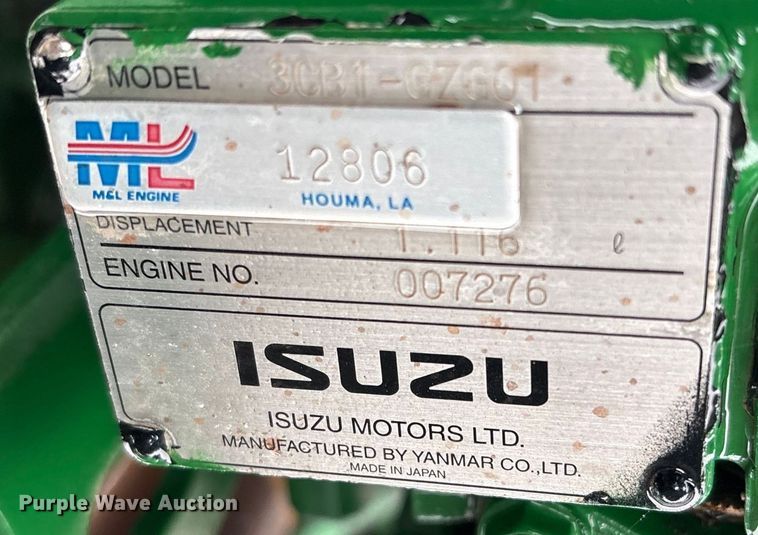 MODEL 3CB1-GZG01
ML
M&L ENGINE
12806
HOUMA, LA
DISPLACEMENT 1.116 ℓ
ENGINE NO. 007276
ISUZU
ISUZU MOTORS LTD.
MANUFACTURED BY YANMAR CO.,LTD.
MADE IN JAPAN
Purple Wave Auction